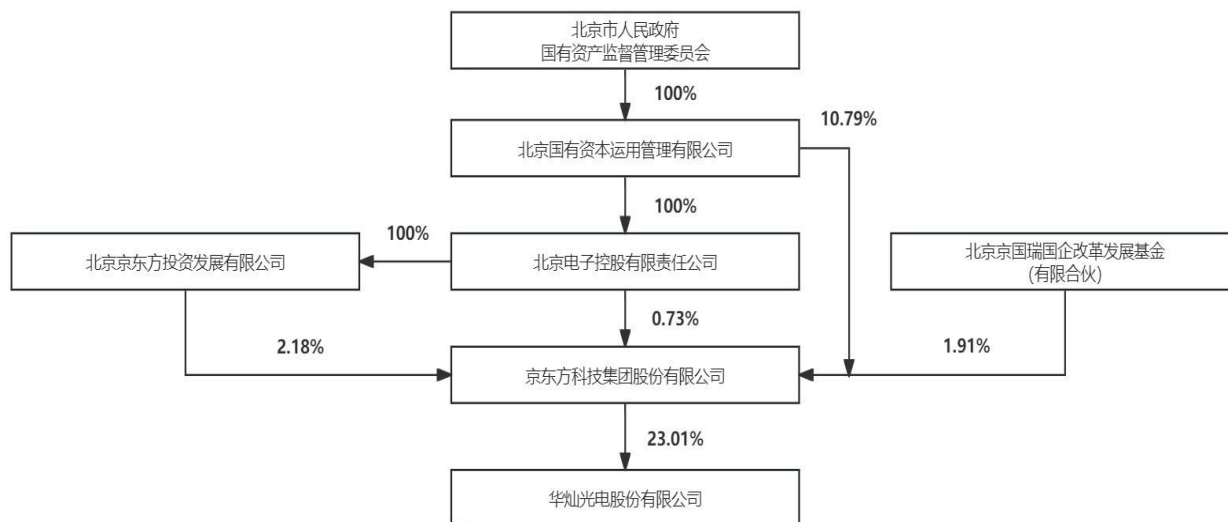 北京市人民政府
国有资产监督管理委员会
100%
10.79%
北京国有资本运用管理有限公司
100%
100%
北京京东方投资发展有限公司
北京电子控股有限责任公司
北京京国瑞国企改革发展基金
(有限合伙)
0.73%
2.18%
1.91%
京东方科技集团股份有限公司
23.01%
华灿光电股份有限公司